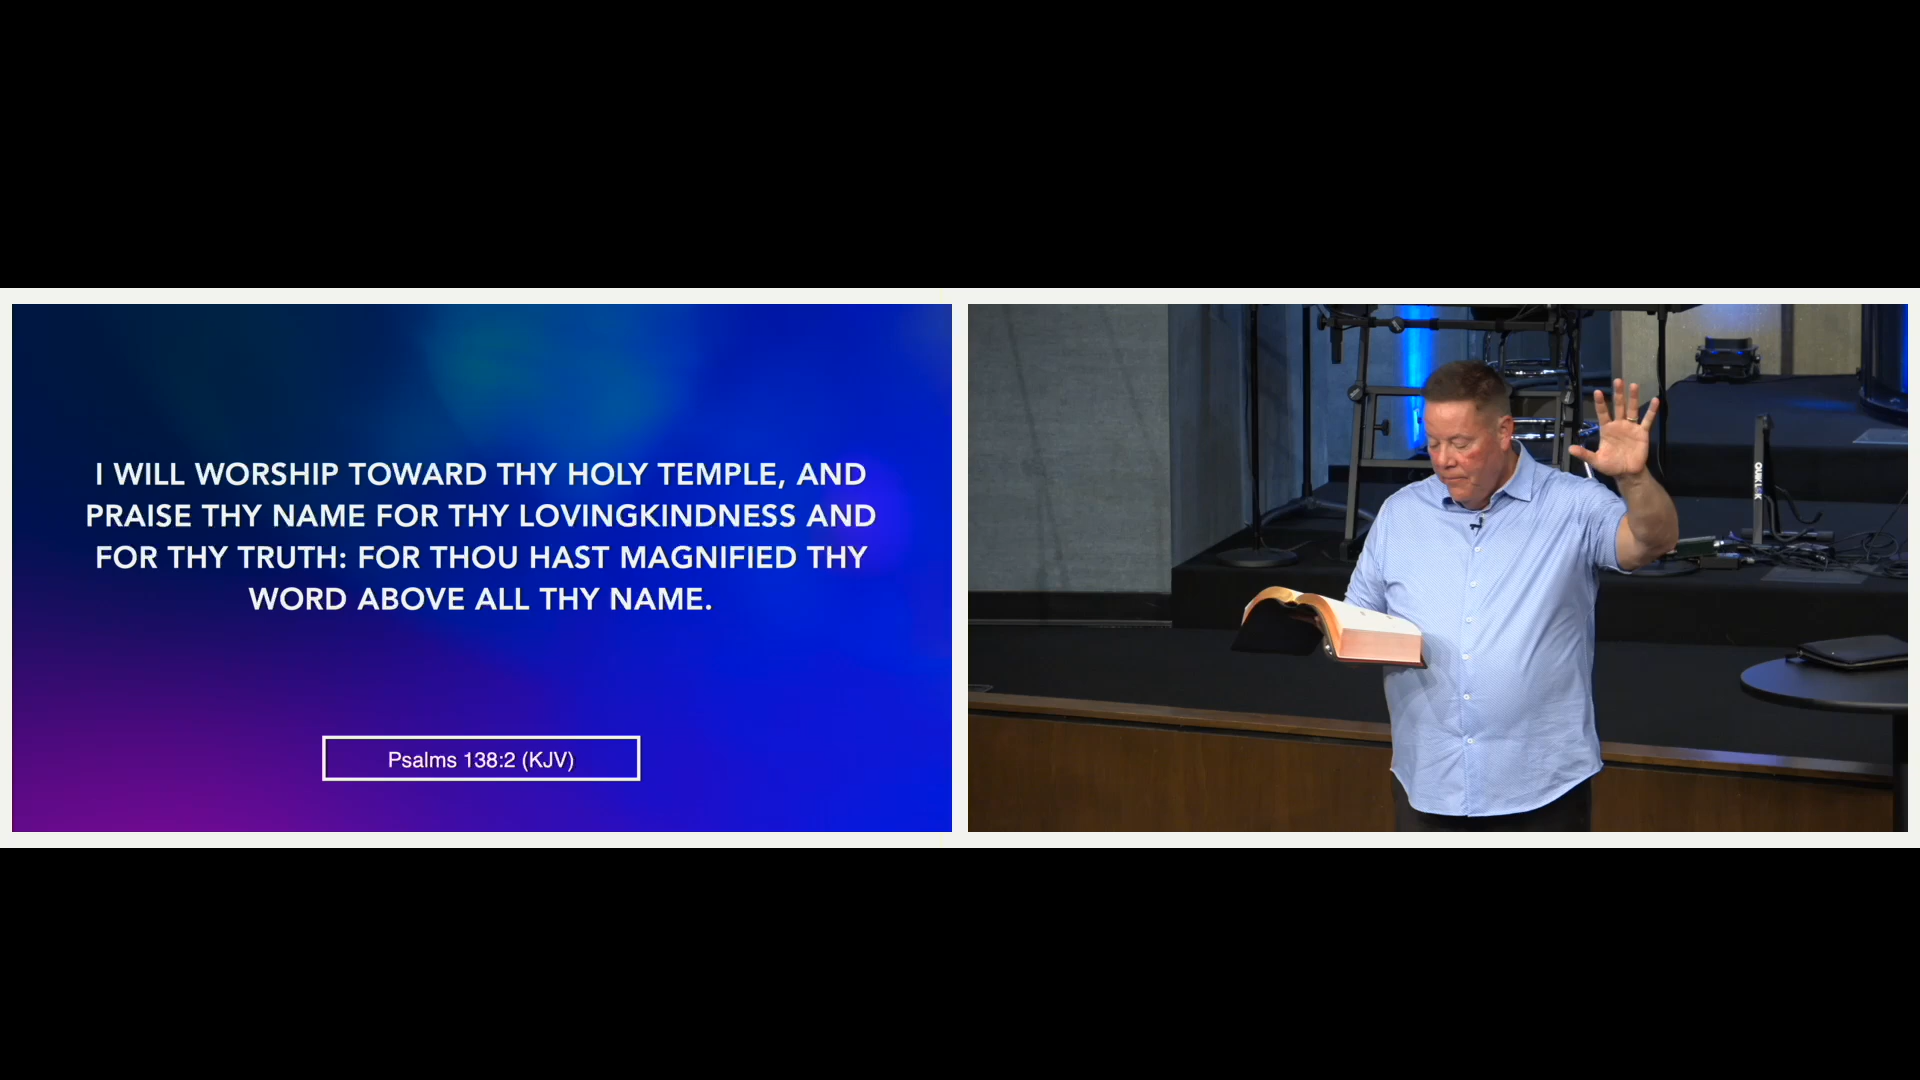 I WILL WORSHIP TOWARD THY HOLY TEMPLE, AND
PRAISE THY NAME FOR THY LOVINGKINDNESS AND
FOR THY TRUTH: FOR THOU HAST MAGNIFIED THY
WORD ABOVE ALL THY NAME.
Psalms 138:2 (KJV)
QUIKLOK